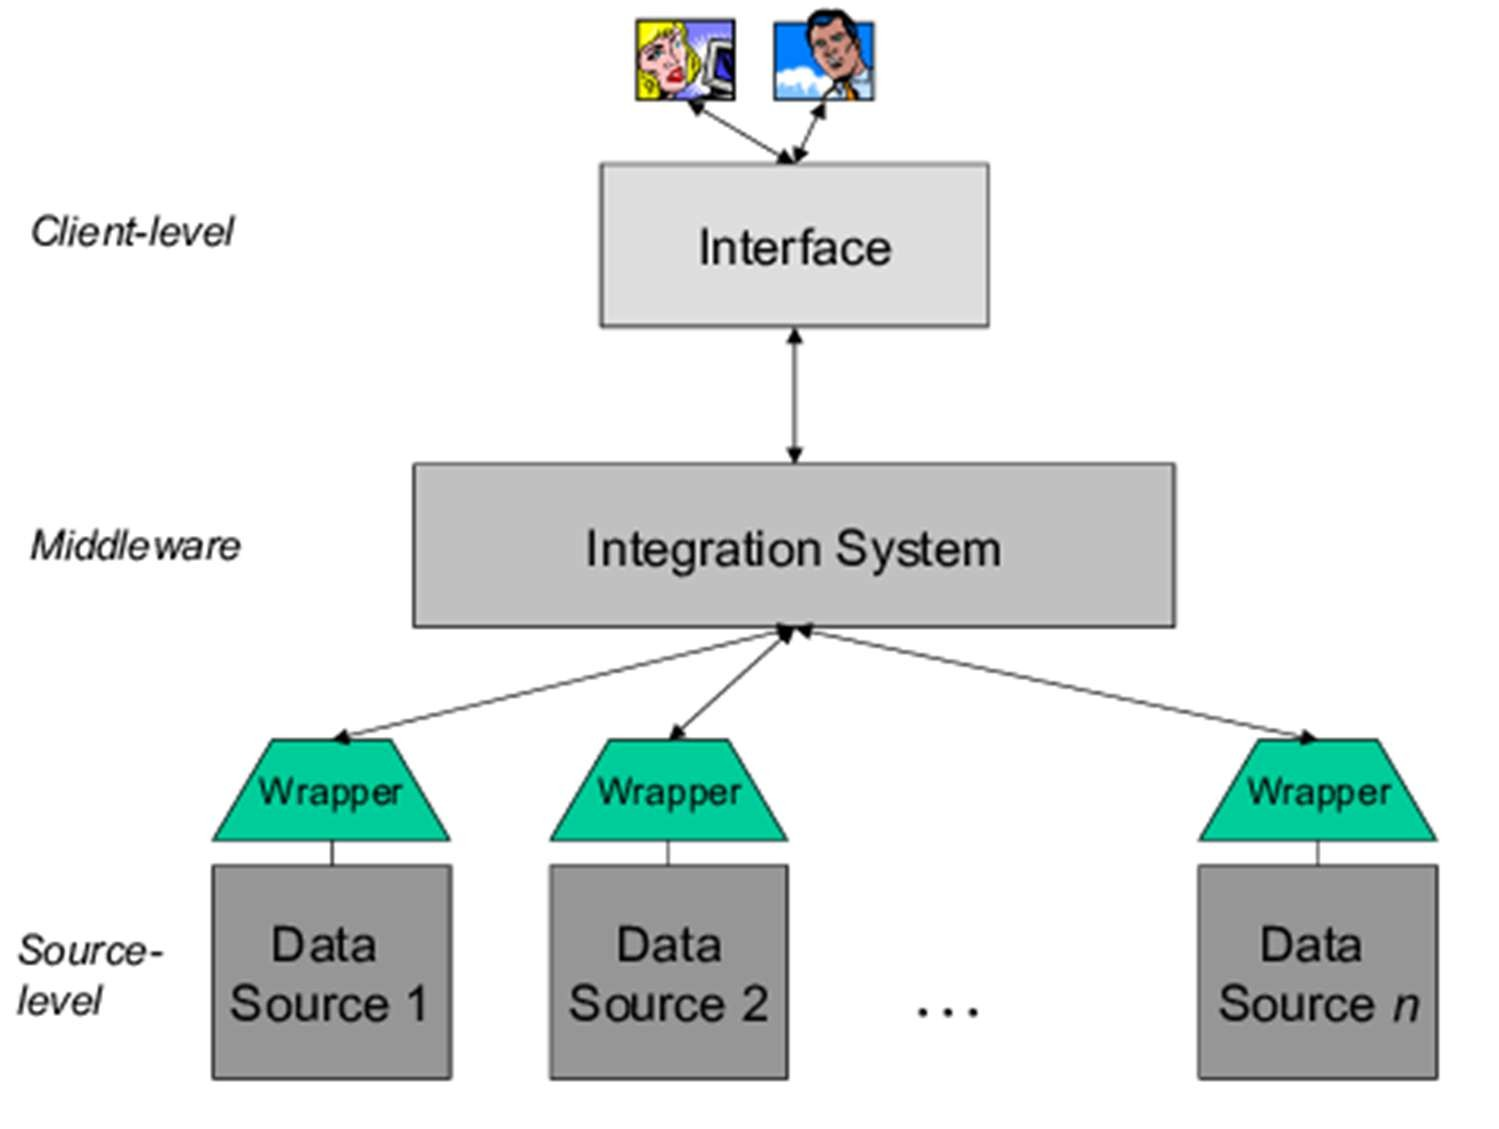 Client-level
Interface
Middleware
Integration System
Wrapper
Wrapper
Wrapper
Source-
level
Data
Source 1
Data
Source 2
...
Data
Source n